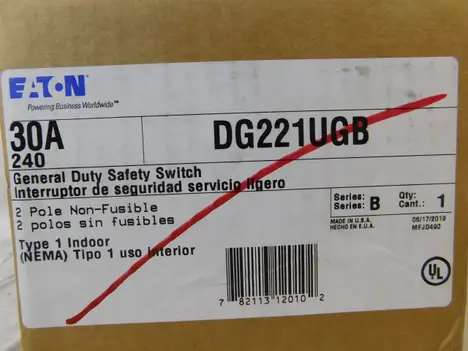 EATON
Powering Business Worldwide™
30A
240
DG221UGB
General Duty Safety Switch
Interruptor de seguridad servicio ligero
2 Pole Non-Fusible
2 polos sin fusibles
Type 1 Indoor
(NEMA) Tipo 1 uso interior
Series: B
Series:
Qty: 1
Cant.:
MADE IN U.S.A.
HECHO EN E.U.A.
06/17/2019
MFJD490
7 82113 12010 2
UL